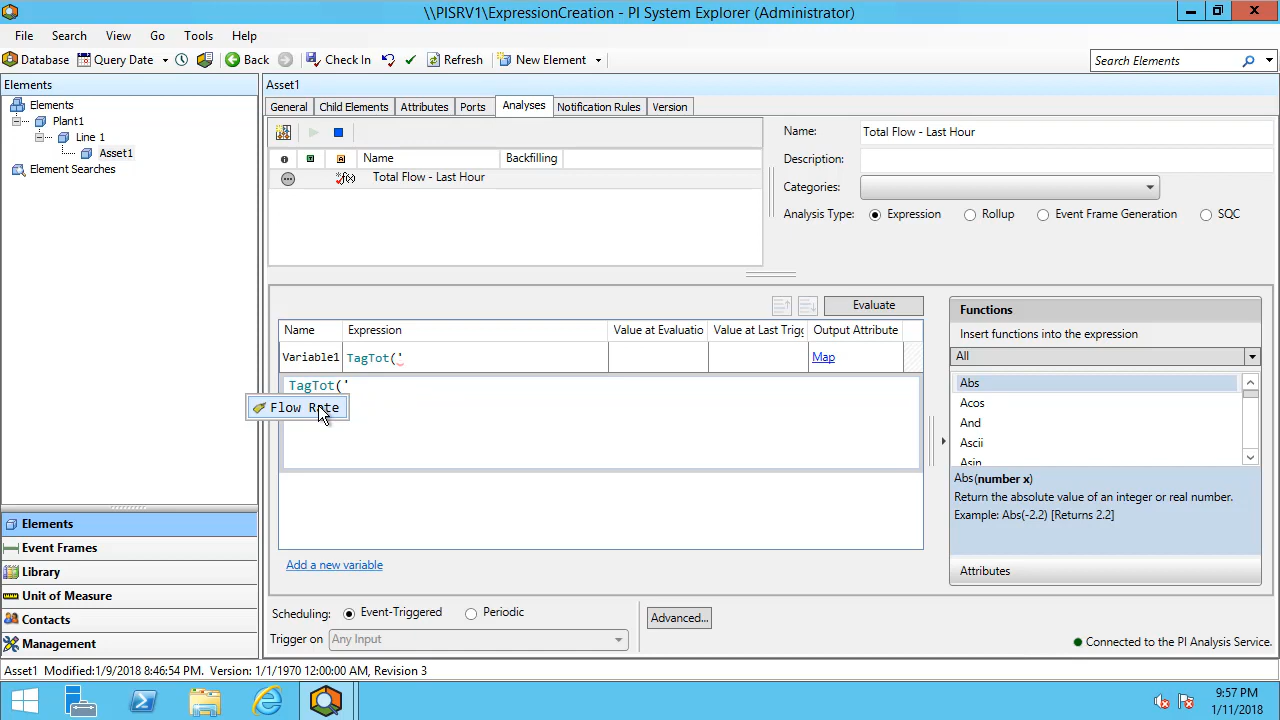 \\PISRV1\ExpressionCreation - PI System Explorer (Administrator)
File Search View Go Tools Help
Database Query Date Back Check In Refresh New Element Search Elements
Elements
Elements
Plant1
Line 1
Asset1
Element Searches
Asset1
General Child Elements Attributes Ports Analyses Notification Rules Version
Name Backfilling
Total Flow - Last Hour
Name: Total Flow - Last Hour
Description:
Categories:
Analysis Type: Expression Rollup Event Frame Generation SQC
Evaluate
Name Expression Value at Evaluatio Value at Last Trigg Output Attribute
Variable1 TagTot(' Map
TagTot('
Flow Rate
Add a new variable
Functions
Insert functions into the expression
All
Abs
Acos
And
Ascii
Asin
Abs(number x)
Return the absolute value of an integer or real number.
Example: Abs(-2.2) [Returns 2.2]
Attributes
Elements
Event Frames
Library
Unit of Measure
Contacts
Management
Scheduling: Event-Triggered Periodic
Trigger on Any Input
Advanced...
Connected to the PI Analysis Service.
Asset1 Modified:1/9/2018 8:46:54 PM, Version: 1/1/1970 12:00:00 AM, Revision 3
9:57 PM
1/11/2018